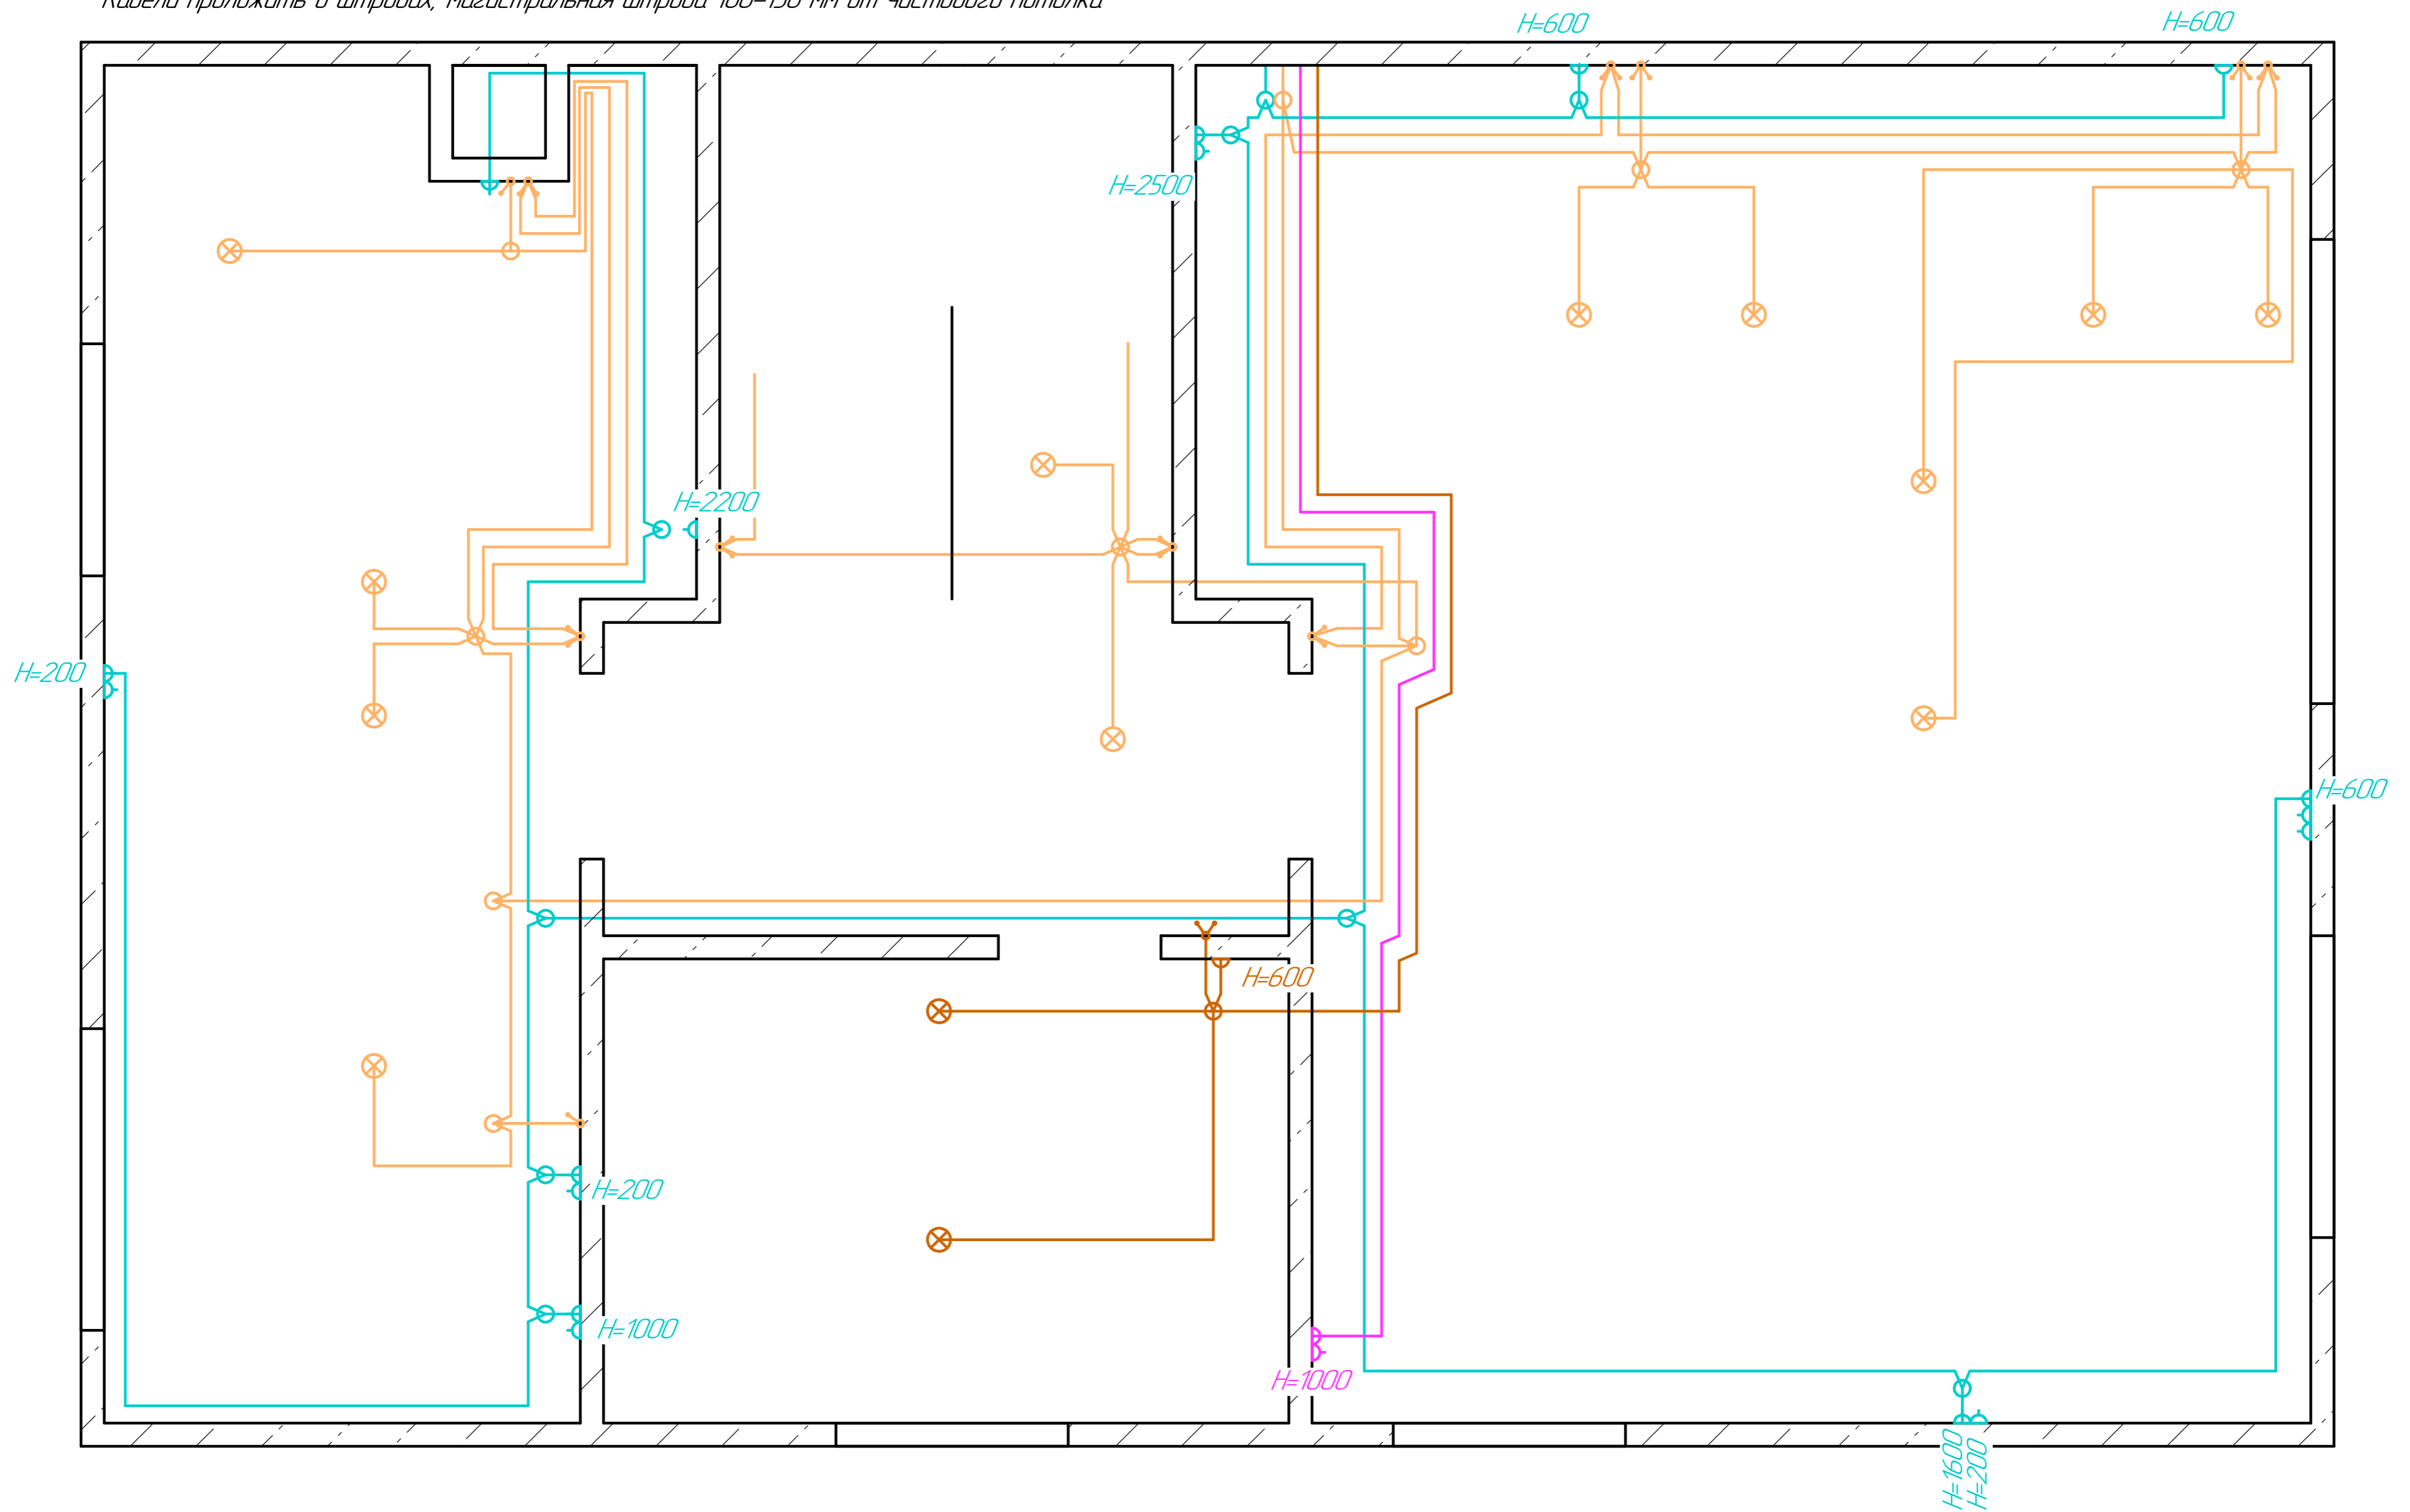 Кабели проложить в штробах, магистральная штроба 100-150 мм от чистового потолка
H=600
H=600
H=2500
H=2200
H=200
H=600
H=600
H=200
H=1000
H=1000
H=1600
H=200